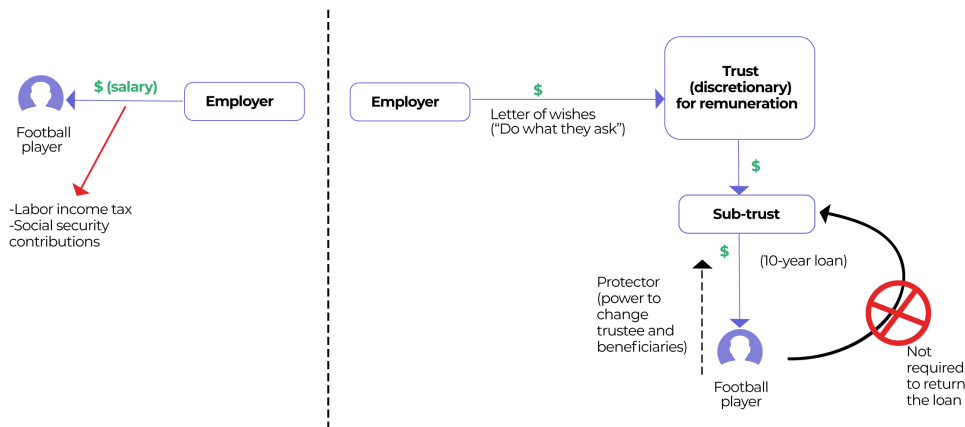 $ (salary)
Employer
Football
player
-Labor income tax
-Social security
contributions
Employer
$
Letter of wishes
(“Do what they ask”)
Trust
(discretionary)
for remuneration
$
Sub-trust
$
(10-year loan)
Protector
(power to
change
trustee and
beneficiaries)
Football
player
Not
required
to return
the loan